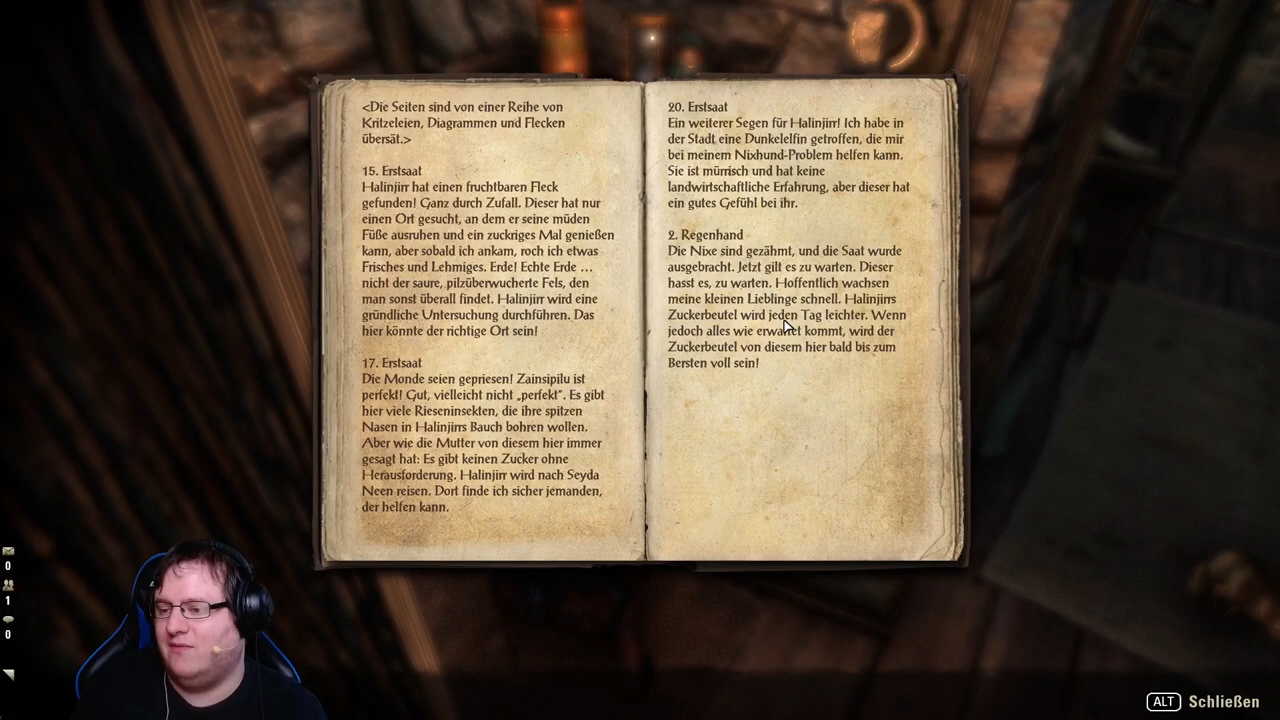 <Die Seiten sind von einer Reihe von
Kritzeleien, Diagrammen und Flecken
übersät.>
15. Erstsaat
Halinjirr hat einen fruchtbaren Fleck
gefunden! Ganz durch Zufall. Dieser hat nur
einen Ort gesucht, an dem er seine müden
Füße ausruhen und ein zuckriges Mal genießen
kann, aber sobald ich ankam, roch ich etwas
Frisches und Lehmiges. Erde! Echte Erde …
nicht der saure, pilzüberwucherte Fels, den
man sonst überall findet. Halinjirr wird eine
gründliche Untersuchung durchführen. Das
hier könnte der richtige Ort sein!
17. Erstsaat
Die Monde seien gepriesen! Zainsipilu ist
perfekt! Gut, vielleicht nicht „perfekt“. Es gibt
hier viele Rieseninsekten, die ihre spitzen
Nasen in Halinjirrs Bauch bohren wollen.
Aber wie die Mutter von diesem hier immer
gesagt hat: Es gibt keinen Zucker ohne
Herausforderung. Halinjirr wird nach Seyda
Neen reisen. Dort finde ich sicher jemanden,
der helfen kann.
20. Erstsaat
Ein weiterer Segen für Halinjirr! Ich habe in
der Stadt eine Dunkelelfin getroffen, die mir
bei meinem Nixhund-Problem helfen kann.
Sie ist mürrisch und hat keine
landwirtschaftliche Erfahrung, aber dieser hat
ein gutes Gefühl bei ihr.
2. Regenhand
Die Nixe sind gezähmt, und die Saat wurde
ausgebracht. Jetzt gilt es zu warten. Dieser
hasst es, zu warten. Hoffentlich wachsen
meine kleinen Lieblinge schnell. Halinjirrs
Zuckerbeutel wird jeden Tag leichter. Wenn
jedoch alles wie erwartet kommt, wird der
Zuckerbeutel von diesem hier bald bis zum
Bersten voll sein!
0
1
0
ALT Schließen